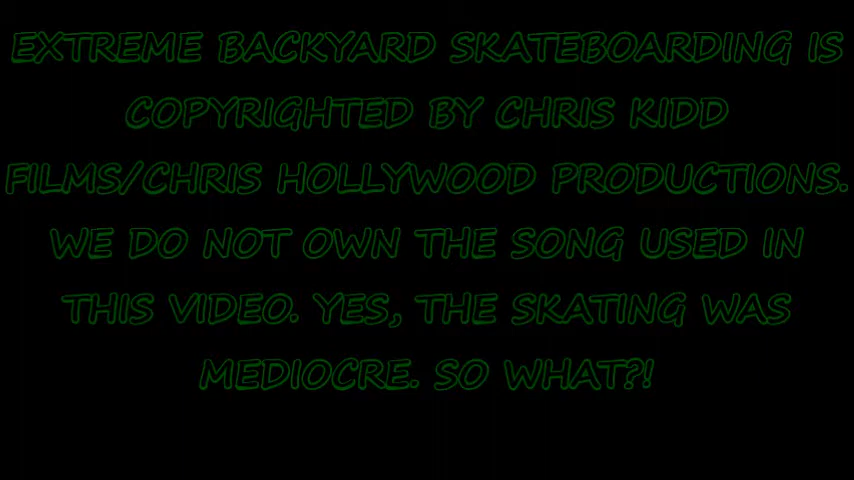 EXTREME BACKYARD SKATEBOARDING IS
COPYRIGHTED BY CHRIS KIDD
FILMS/CHRIS HOLLYWOOD PRODUCTIONS.
WE DO NOT OWN THE SONG USED IN
THIS VIDEO. YES, THE SKATING WAS
MEDIOCRE. SO WHAT?!